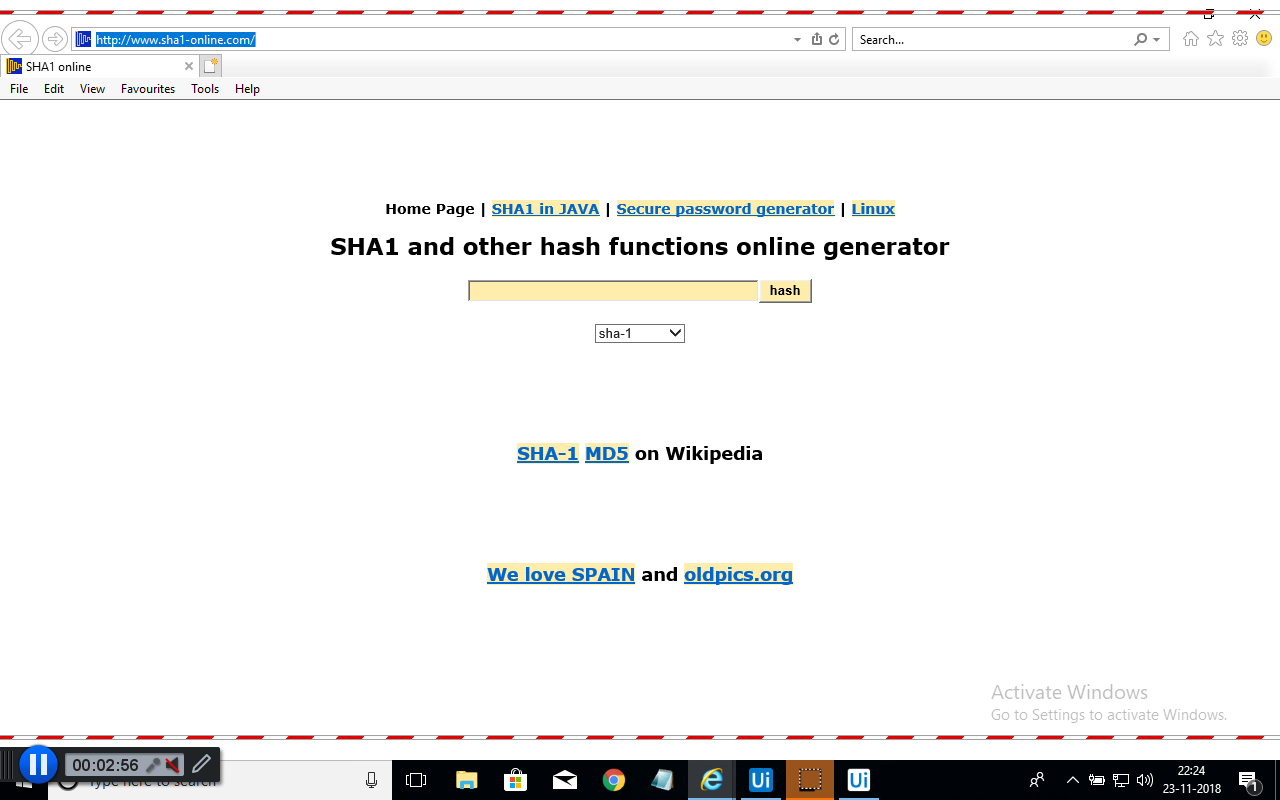 http://www.sha1-online.com/
Search...
SHA1 online
File Edit View Favourites Tools Help
Home Page | SHA1 in JAVA | Secure password generator | Linux
SHA1 and other hash functions online generator
hash
sha-1
SHA-1 MD5 on Wikipedia
We love SPAIN and oldpics.org
Activate Windows
Go to Settings to activate Windows.
00:02:56
Type here to search
Ui
Ui
22:24
23-11-2018
1